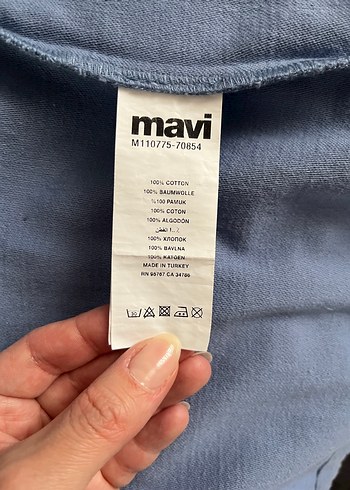 mavi
M110775-70854
100% COTTON
100% BAUMWOLLE
%100 PAMUK
100% COTON
100% ALGODÓN
100% ХЛОПОК
100% BAVLNA
100% KATOEN
MADE IN TURKEY
RN 95767 CA 34786